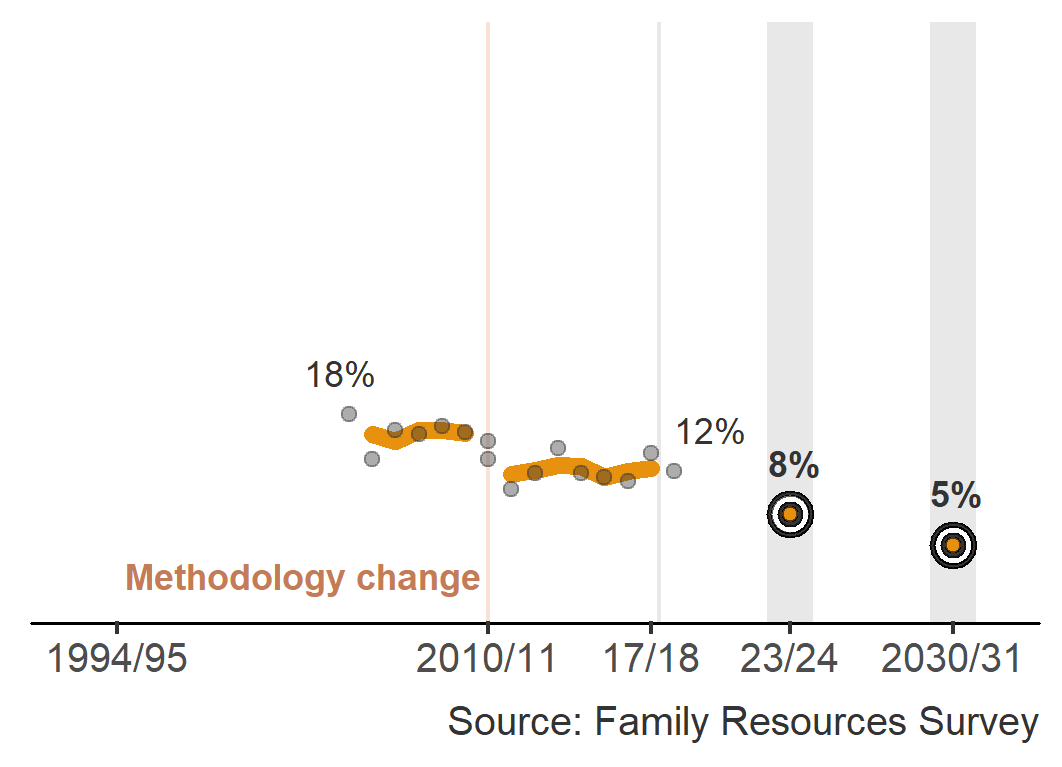 18%
12%
8%
5%
Methodology change
1994/95 2010/11 17/18 23/24 2030/31
Source: Family Resources Survey